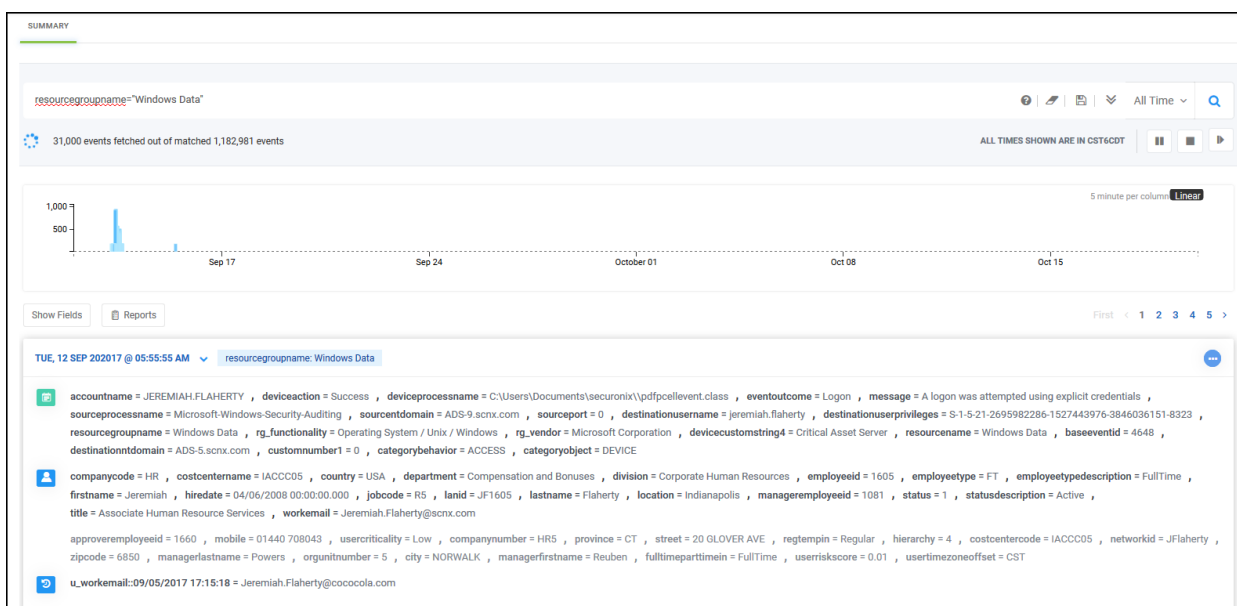 SUMMARY
resourcegroupname="Windows Data"
All Time
31,000 events fetched out of matched 1,182,981 events
ALL TIMES SHOWN ARE IN CST6CDT
5 minute per column Linear
1,000
500
Sep 17 Sep 24 October 01 Oct 08 Oct 15
Show Fields Reports First < 1 2 3 4 5 >
TUE, 12 SEP 202017 @ 05:55:55 AM resourcegroupname: Windows Data
accountname = JEREMIAH.FLAHERTY , deviceaction = Success , deviceprocessname = C:\Users\Documents\securonix\\pdfpcellevent.class , eventoutcome = Logon , message = A logon was attempted using explicit credentials ,
sourceprocessname = Microsoft-Windows-Security-Auditing , sourcentdomain = ADS-9.scnx.com , sourceport = 0 , destinationusername = jeremiah.flaherty , destinationuserprivileges = S-1-5-21-2695982286-1527443976-3846036151-8323 ,
resourcegroupname = Windows Data , rg_functionality = Operating System / Unix / Windows , rg_vendor = Microsoft Corporation , devicecustomstring4 = Critical Asset Server , resourcename = Windows Data , baseeventid = 4648 ,
destinationntdomain = ADS-5.scnx.com , customnumber1 = 0 , categorybehavior = ACCESS , categoryobject = DEVICE
companycode = HR , costcentername = IACCC05 , country = USA , department = Compensation and Bonuses , division = Corporate Human Resources , employeeid = 1605 , employeetype = FT , employeetypedescription = FullTime ,
firstname = Jeremiah , hiredate = 04/06/2008 00:00:00.000 , jobcode = R5 , lanid = JF1605 , lastname = Flaherty , location = Indianapolis , manageremployeeid = 1081 , status = 1 , statusdescription = Active ,
title = Associate Human Resource Services , workemail = Jeremiah.Flaherty@scnx.com
approveremployeeid = 1660 , mobile = 01440 708043 , usercriticality = Low , companynumber = HR5 , province = CT , street = 20 GLOVER AVE , regtempin = Regular , hierarchy = 4 , costcentercode = IACCC05 , networkid = JFlaherty ,
zipcode = 6850 , managerlastname = Powers , orgunitnumber = 5 , city = NORWALK , managerfirstname = Reuben , fulltimeparttimein = FullTime , userriskscore = 0.01 , usertimezoneoffset = CST
u_workemail::09/05/2017 17:15:18 = Jeremiah.Flaherty@cococola.com